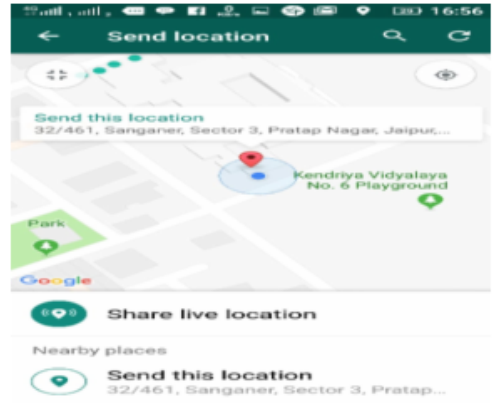 16:56
Send location
Send this location
32/461, Sanganer, Sector 3, Pratap Nagar, Jaipur,...
Kendriya Vidyalaya
No. 6 Playground
Park
Google
Share live location
Nearby places
Send this location
32/461, Sanganer, Sector 3, Pratap...